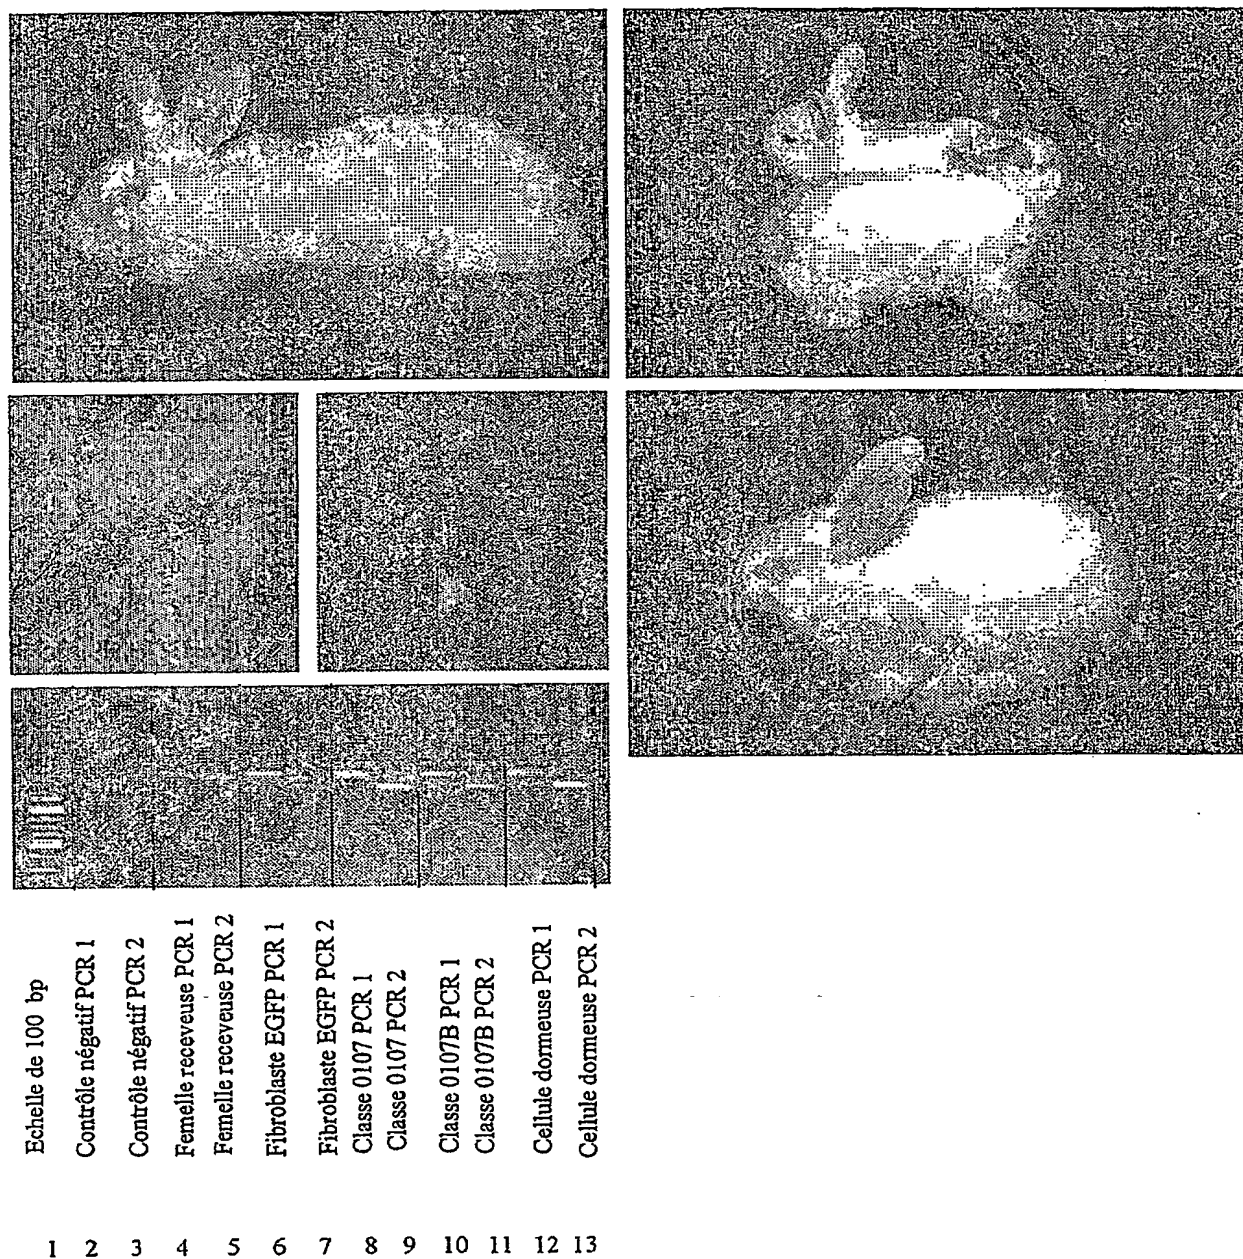 Echelle de 100 bp
Contrôle négatif PCR 1
Contrôle négatif PCR 2
Femelle receveuse PCR 1
Femelle receveuse PCR 2
Fibroblaste EGFP PCR 1
Fibroblaste EGFP PCR 2
Classe 0107 PCR 1
Classe 0107 PCR 2
Classe 0107B PCR 1
Classe 0107B PCR 2
Cellule dormeuse PCR 1
Cellule dormeuse PCR 2
1 2 3 4 5 6 7 8 9 10 11 12 13